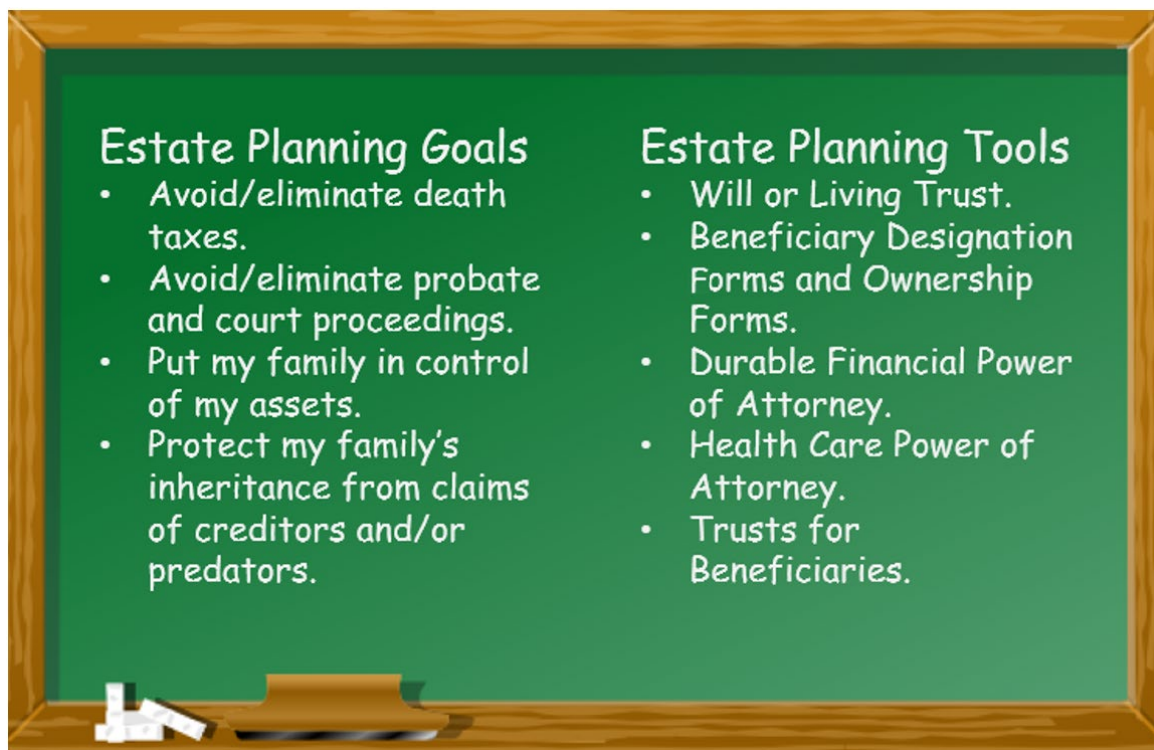 Estate Planning Goals
• Avoid/eliminate death
taxes.
• Avoid/eliminate probate
and court proceedings.
• Put my family in control
of my assets.
• Protect my family’s
inheritance from claims
of creditors and/or
predators.
Estate Planning Tools
• Will or Living Trust.
• Beneficiary Designation
Forms and Ownership
Forms.
• Durable Financial Power
of Attorney.
• Health Care Power of
Attorney.
• Trusts for
Beneficiaries.